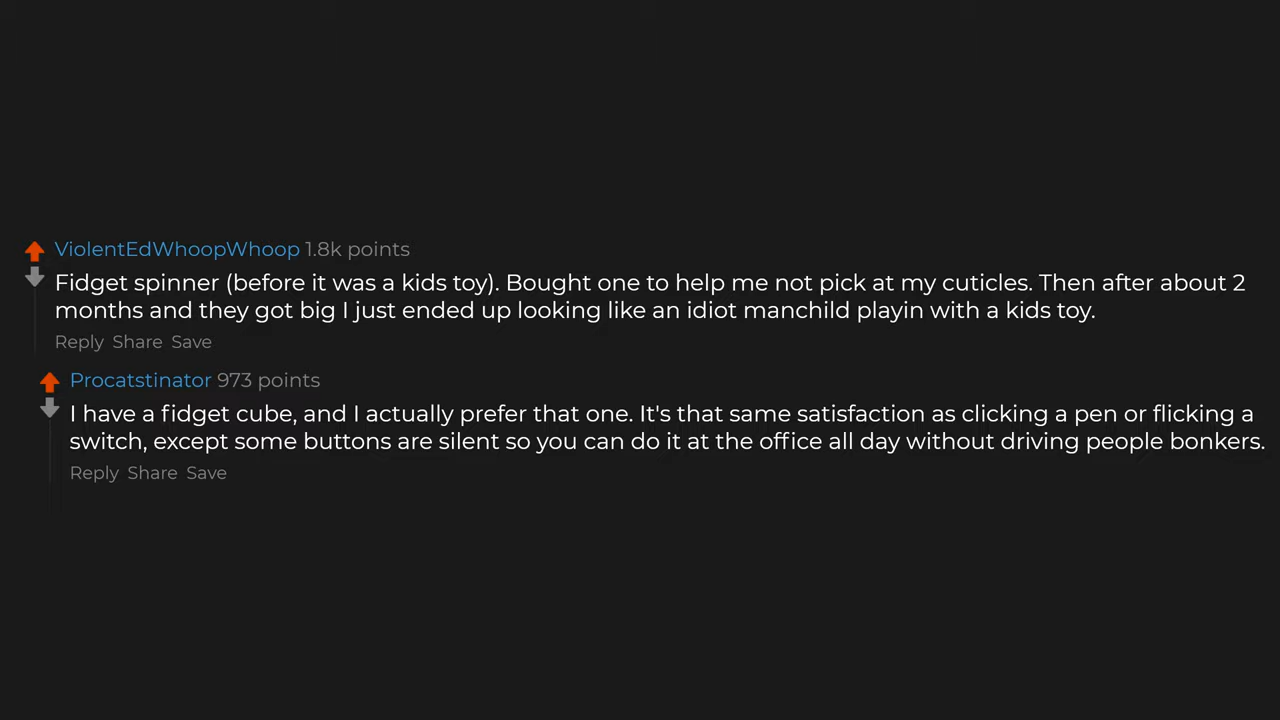 ViolentEdWhoopWhoop 1.8k points
Fidget spinner (before it was a kids toy). Bought one to help me not pick at my cuticles. Then after about 2
months and they got big I just ended up looking like an idiot manchild playin with a kids toy.
Reply Share Save
Procatstinator 973 points
I have a fidget cube, and I actually prefer that one. It's that same satisfaction as clicking a pen or flicking a
switch, except some buttons are silent so you can do it at the office all day without driving people bonkers.
Reply Share Save